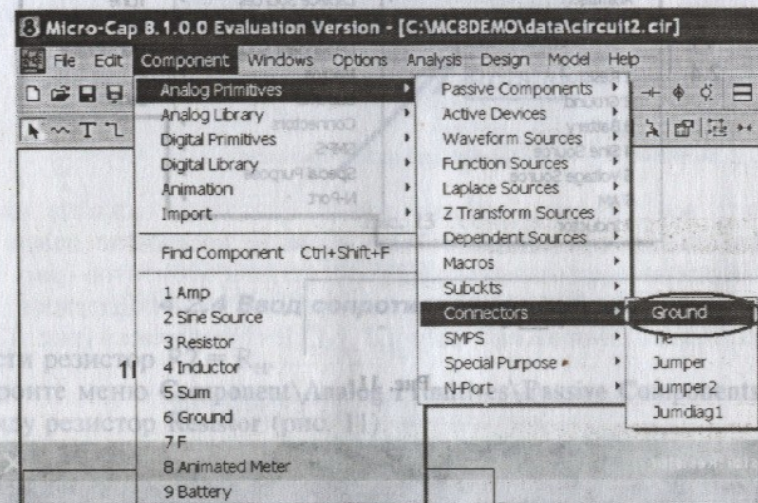 Micro-Cap 8.1.0.0 Evaluation Version - [C:\MC8DEMO\data\circuit2.cir]
File Edit Component Windows Options Analysis Design Model Help
Analog Primitives
Analog Library
Digital Primitives
Digital Library
Animation
Import
Find Component Ctrl+Shift+F
1 Amp
2 Sine Source
3 Resistor
4 Inductor
5 Sum
6 Ground
7 F
8 Animated Meter
9 Battery
Passive Components
Active Devices
Waveform Sources
Function Sources
Laplace Sources
Z Transform Sources
Dependent Sources
Macros
Subckts
Connectors
SMPS
Special Purpose
N-Port
Ground
Tie
Jumper
Jumper2
Jumdiag1